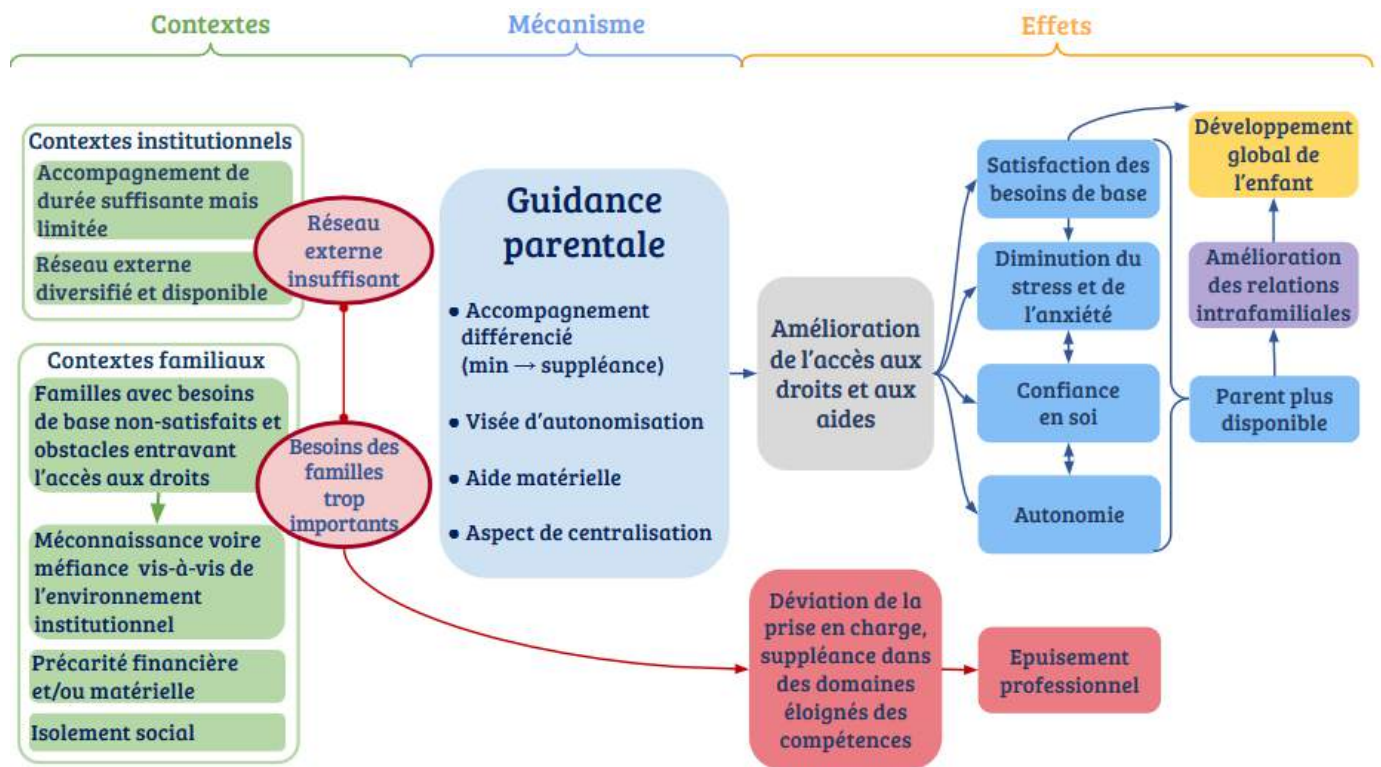 Contextes
Mécanisme
Effets
Contextes institutionnels
Accompagnement de
durée suffisante mais
limitée
Réseau externe
diversifié et disponible
Réseau
externe
insuffisant
Contextes familiaux
Familles avec besoins
de base non-satisfaits et
obstacles entravant
l'accès aux droits
Méconnaissance voire
méfiance vis-à-vis de
l'environnement
institutionnel
Précarité financière
et/ou matérielle
Isolement social
Besoins des
familles
trop
importants
Guidance
parentale
• Accompagnement
différencié
(min → suppléance)
• Visée d'autonomisation
• Aide matérielle
• Aspect de centralisation
Amélioration
de l'accès aux
droits et aux
aides
Satisfaction des
besoins de base
Diminution du
stress et de
l'anxiété
Confiance
en soi
Autonomie
Développement
global de
l'enfant
Amélioration
des relations
intrafamiliales
Parent plus
disponible
Déviation de la
prise en charge,
suppléance dans
des domaines
éloignés des
compétences
Epuisement
professionnel